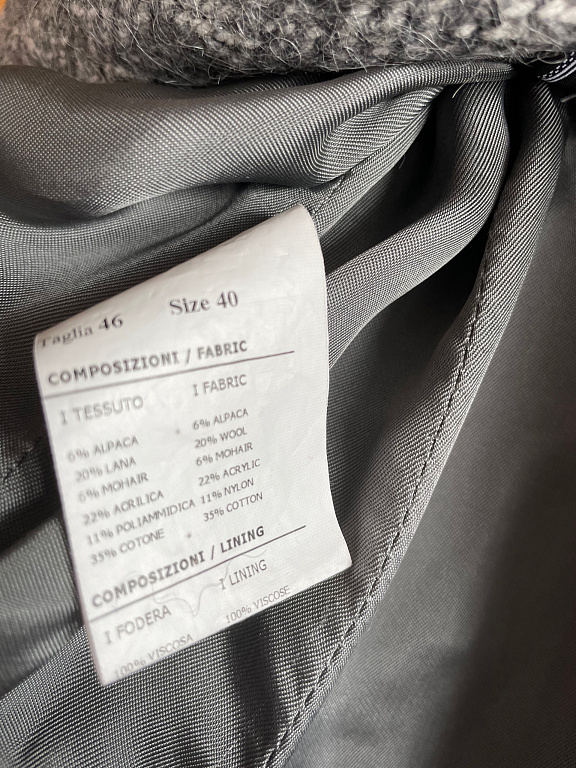 Taglia 46 Size 40
COMPOSIZIONI / FABRIC
I TESSUTO I FABRIC
6% ALPACA 6% ALPACA
20% LANA 20% WOOL
6% MOHAIR 6% MOHAIR
22% ACRILICA 22% ACRYLIC
11% POLIAMMIDICA 11% NYLON
35% COTONE 35% COTTON
COMPOSIZIONI / LINING
I FODERA I LINING
100% VISCOSA 100% VISCOSE